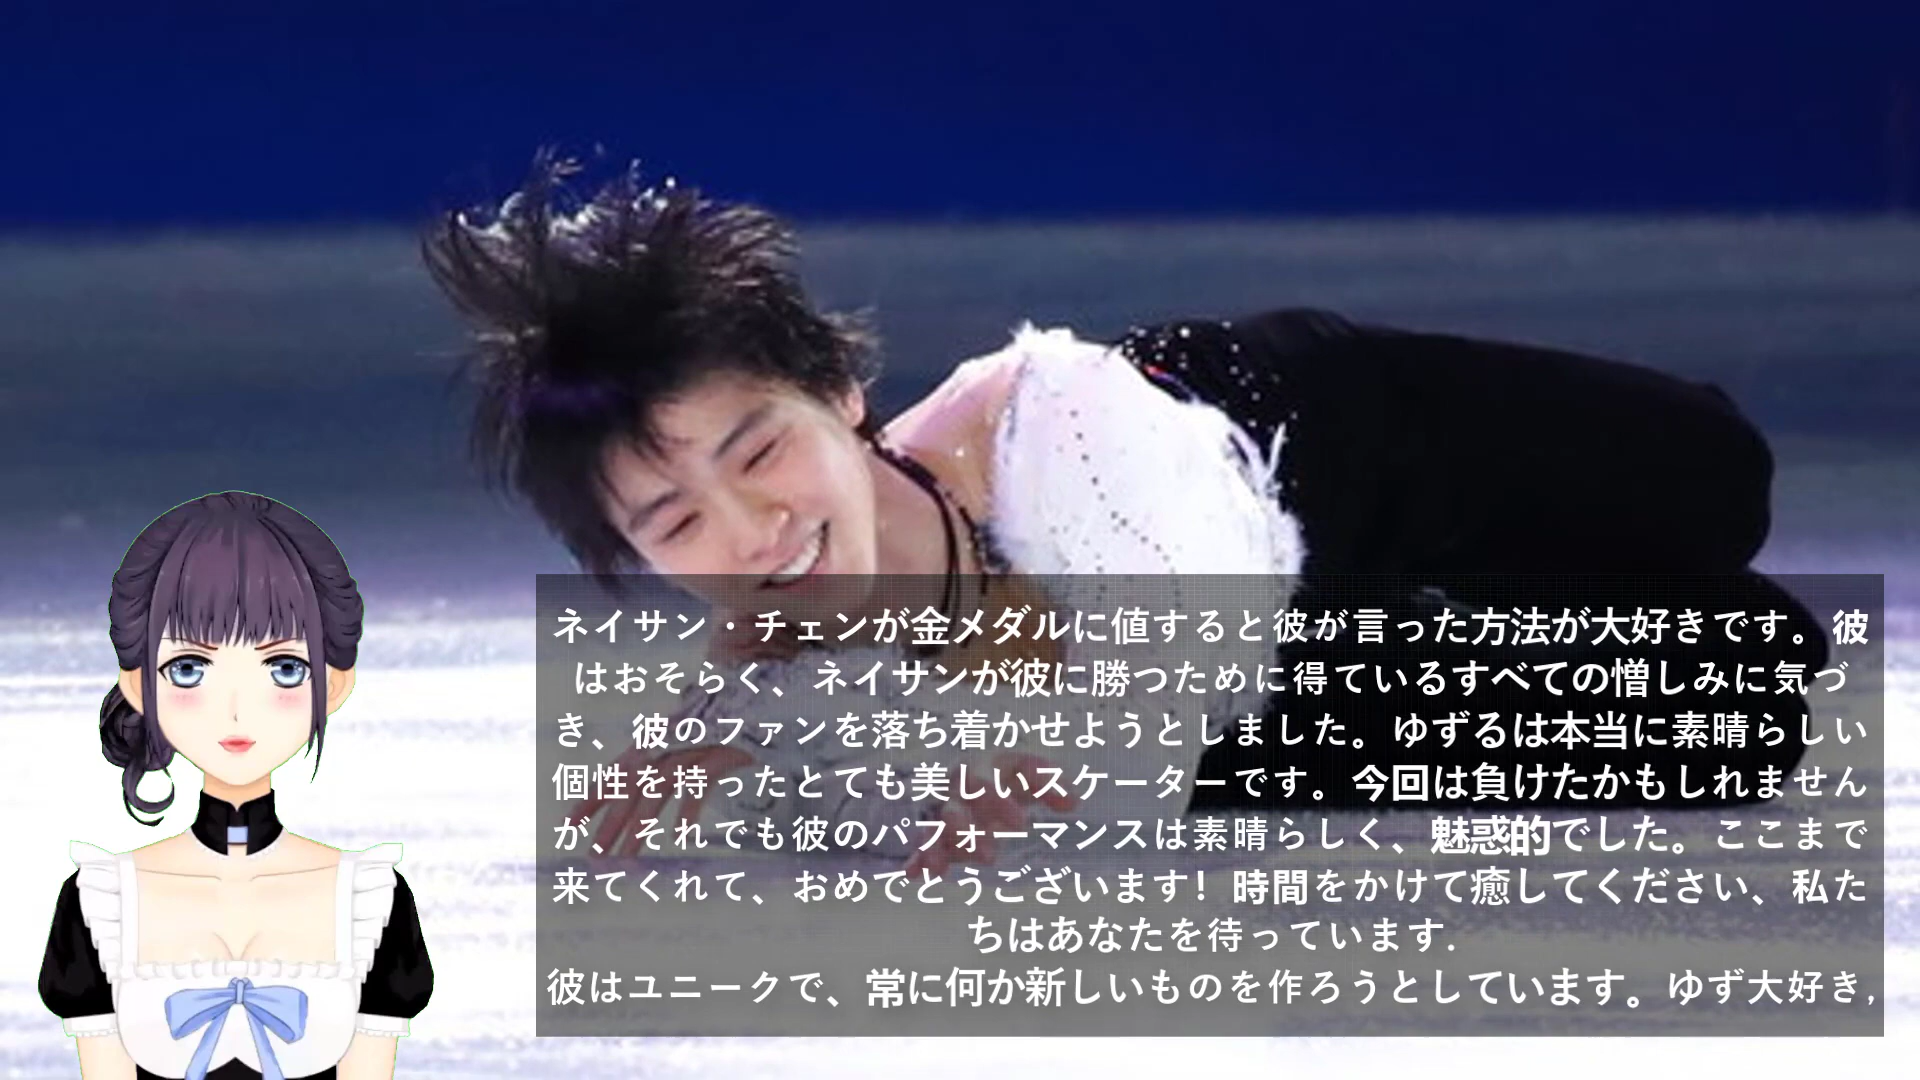 ネイサン・チェンが金メダルに値すると彼が言った方法が大好きです。彼
はおそらく、ネイサンが彼に勝つために得ているすべての憎しみに気づ
き、彼のファンを落ち着かせようとしました。ゆずるは本当に素晴らしい
個性を持ったとても美しいスケーターです。今回は負けたかもしれません
が、それでも彼のパフォーマンスは素晴らしく、魅惑的でした。ここまで
来てくれて、おめでとうございます! 時間をかけて癒してください、私た
ちはあなたを待っています.
彼はユニークで、常に何か新しいものを作ろうとしています。ゆず大好き,